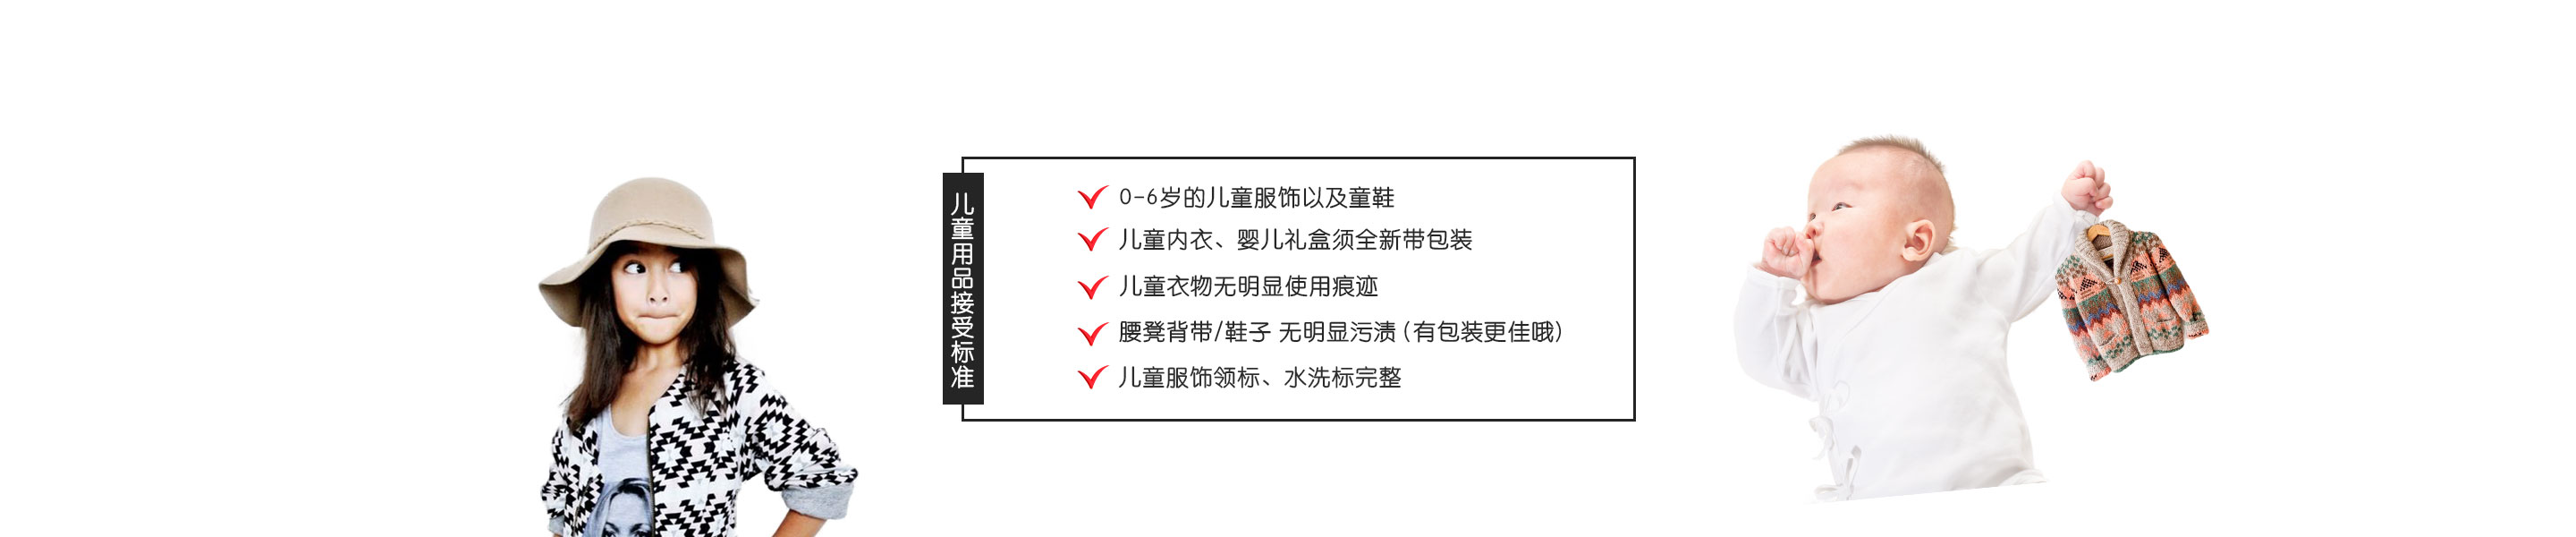 儿童用品接受标准
0-6岁的儿童服饰以及童鞋
儿童内衣、婴儿礼盒须全新带包装
儿童衣物无明显使用痕迹
腰凳背带/鞋子 无明显污渍（有包装更佳哦）
儿童服饰领标、水洗标完整